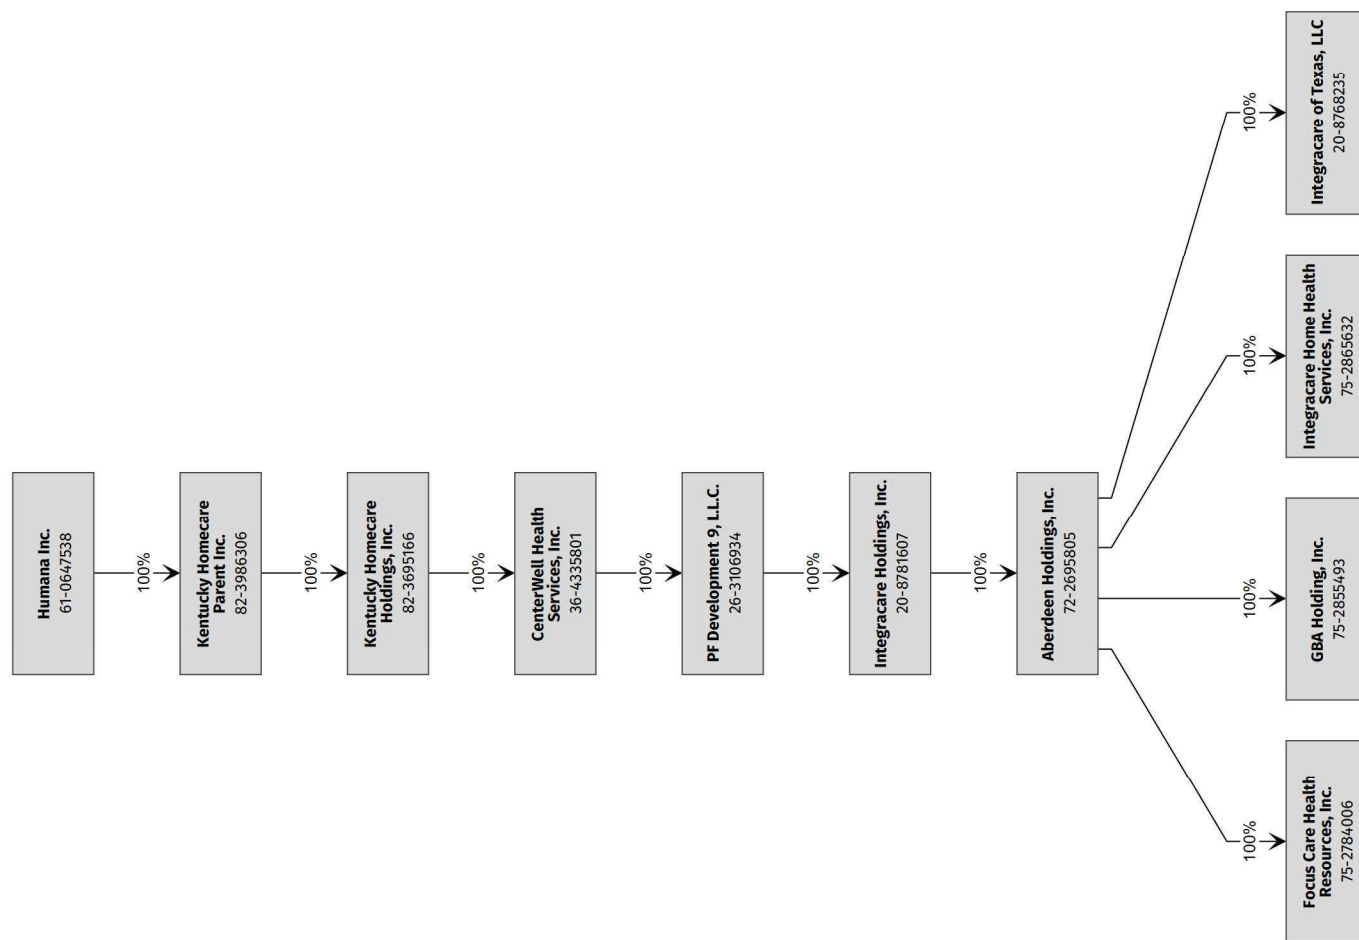 Humana Inc.
61-0647538
100%
Kentucky Homecare
Parent Inc.
82-3986306
100%
Kentucky Homecare
Holdings, Inc.
82-3695166
100%
CenterWell Health
Services, Inc.
36-4335801
100%
PF Development 9, L.L.C.
26-3106934
100%
Integracare Holdings, Inc.
20-8781607
100%
Aberdeen Holdings, Inc.
72-2695805
100%
100%
100%
100%
Focus Care Health
Resources, Inc.
75-2784006
GBA Holding, Inc.
75-2855493
Integracare Home Health
Services, Inc.
75-2865632
Integracare of Texas, LLC
20-8768235